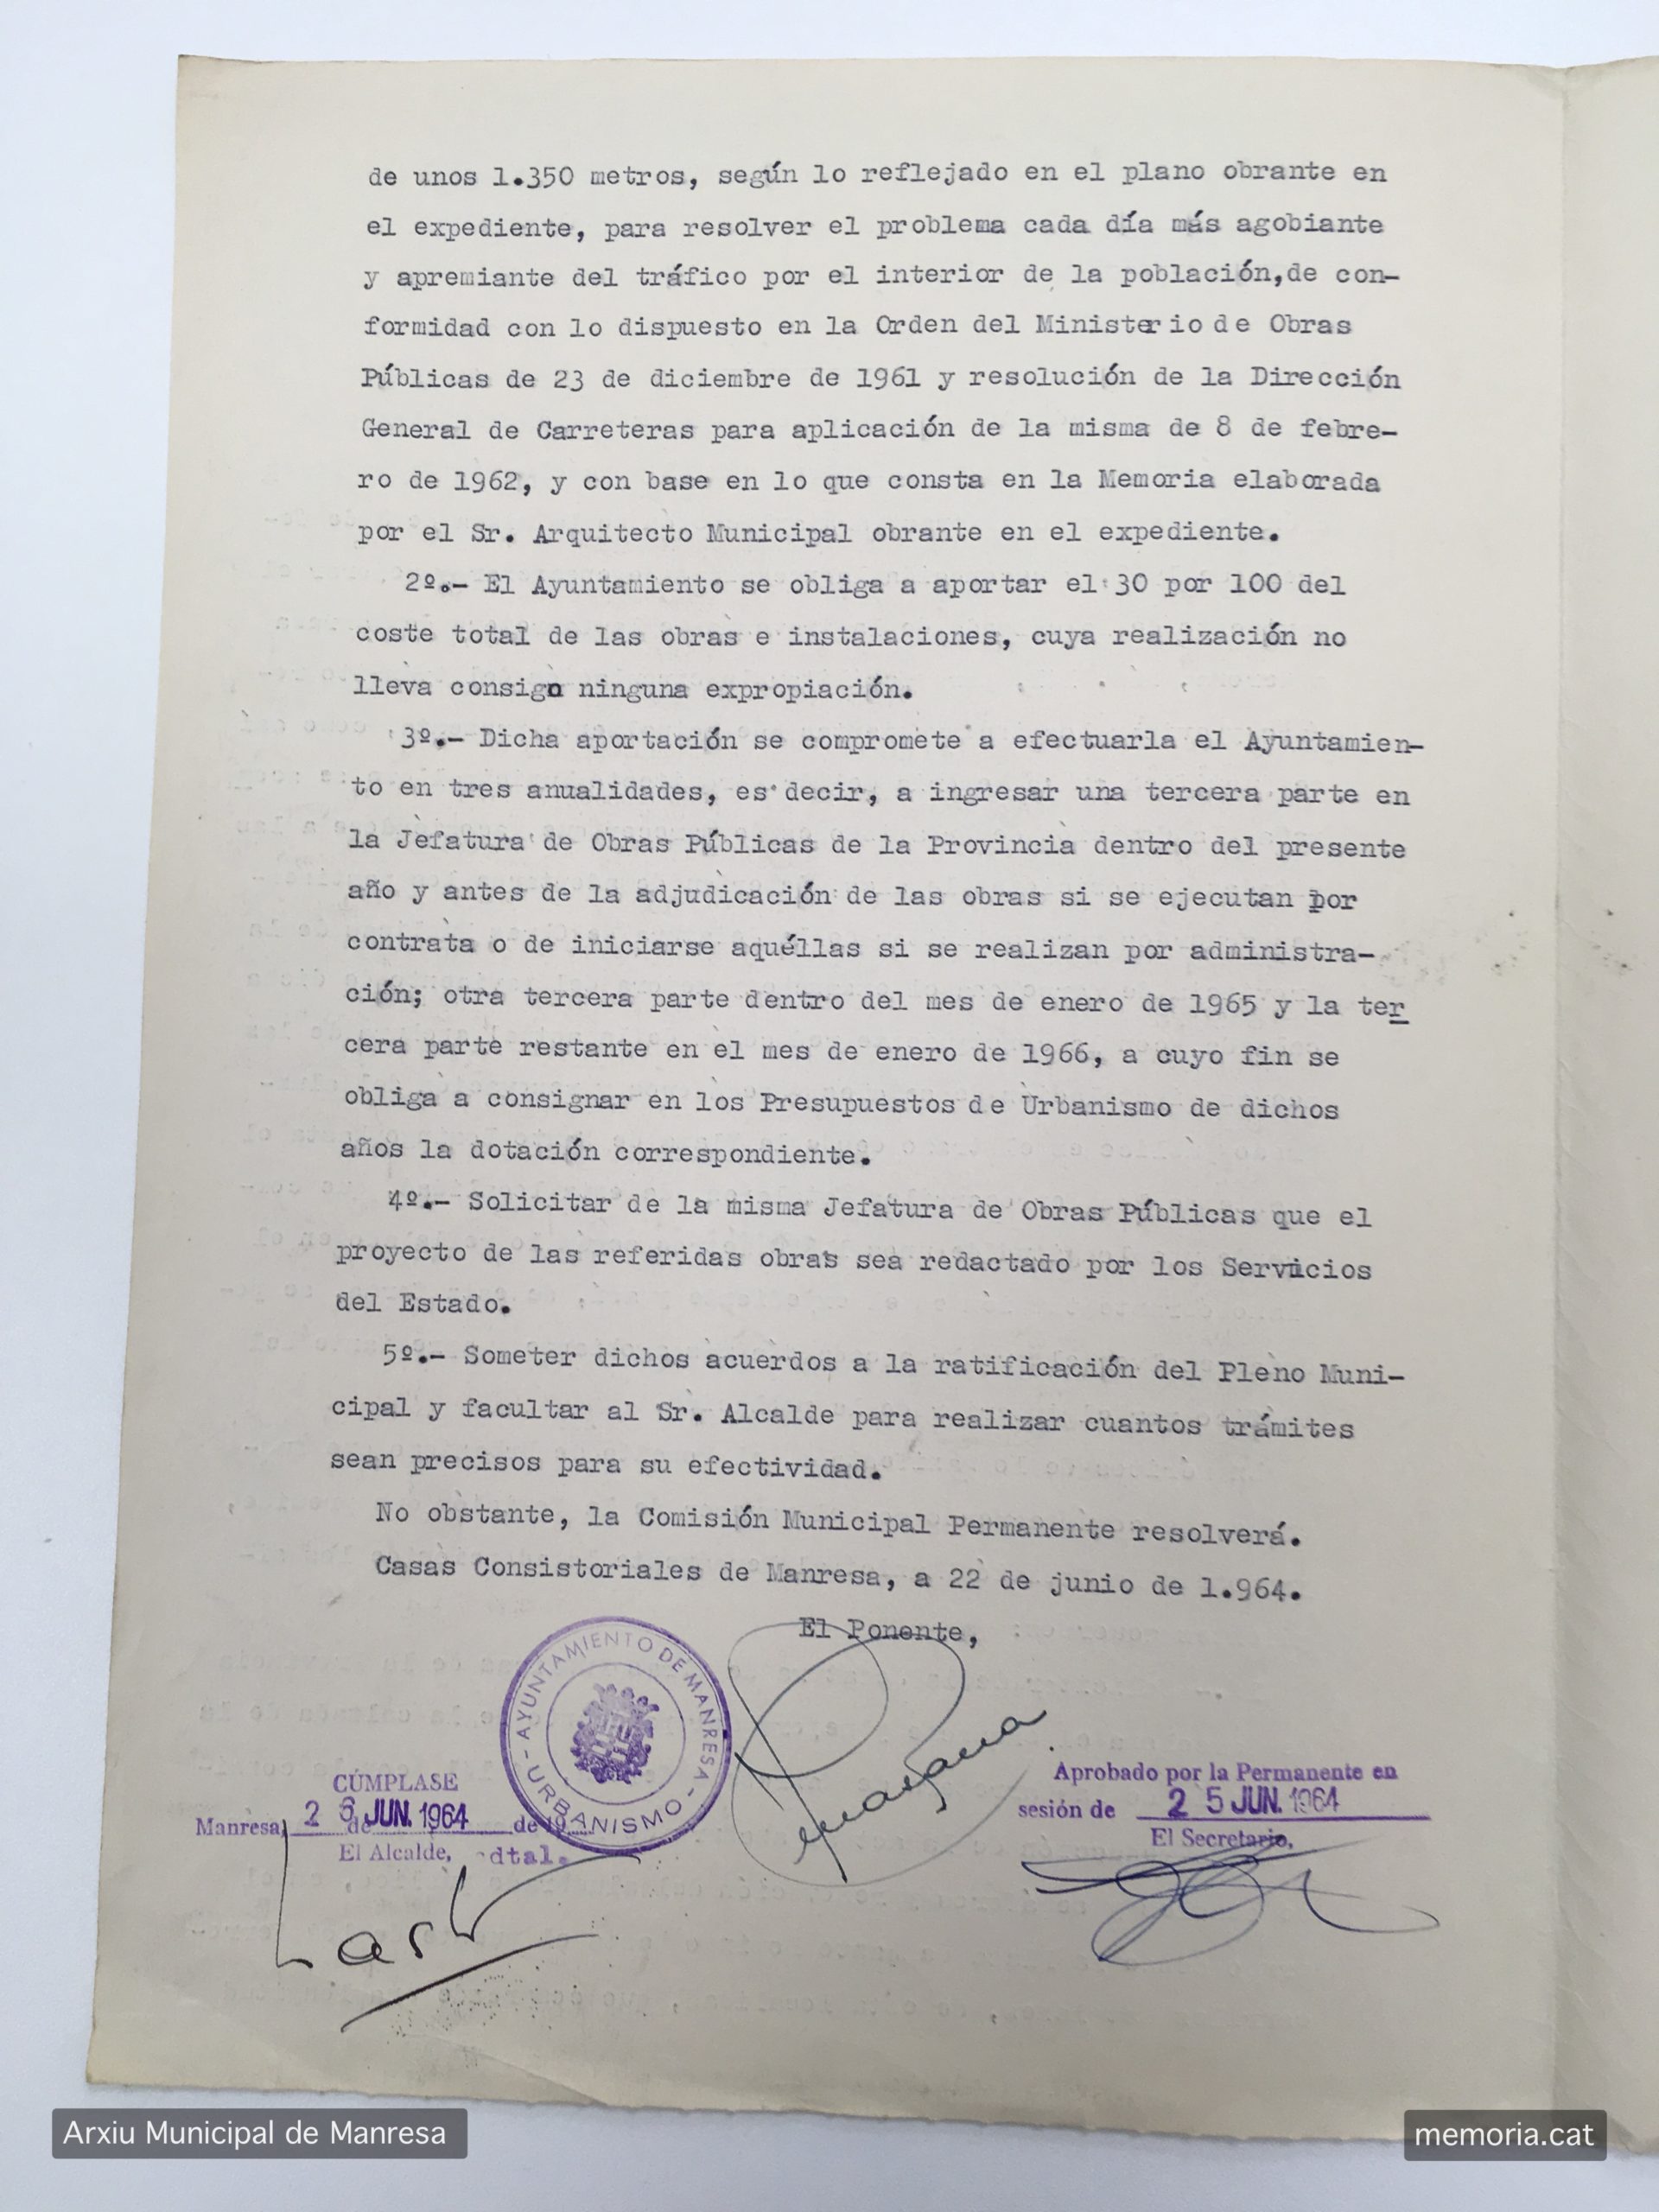 de unos 1.350 metros, según lo reflejado en el plano obrante en
el expediente, para resolver el problema cada día más agobiante
y apremiante del tráfico por el interior de la población,de con-
formidad con lo dispuesto en la Orden del Ministerio de Obras
Públicas de 23 de diciembre de 1961 y resolución de la Dirección
General de Carreteras para aplicación de la misma de 8 de febre-
ro de 1962, y con base en lo que consta en la Memoria elaborada
por el Sr. Arquitecto Municipal obrante en el expediente.
2º.- El Ayuntamiento se obliga a aportar el 30 por 100 del
coste total de las obras e instalaciones, cuya realización no
lleva consigo ninguna expropiación.
3º.- Dicha aportación se compromete a efectuarla el Ayuntamien-
to en tres anualidades, es decir, a ingresar una tercera parte en
la Jefatura de Obras Públicas de la Provincia dentro del presente
año y antes de la adjudicación de las obras si se ejecutan por
contrata o de iniciarse aquéllas si se realizan por administra-
ción; otra tercera parte dentro del mes de enero de 1965 y la ter
cera parte restante en el mes de enero de 1966, a cuyo fin se
obliga a consignar en los Presupuestos de Urbanismo de dichos
años la dotación correspondiente.
4º.- Solicitar de la misma Jefatura de Obras Públicas que el
proyecto de las referidas obras sea redactado por los Servicios
del Estado.
5º.- Someter dichos acuerdos a la ratificación del Pleno Muni-
cipal y facultar al Sr. Alcalde para realizar cuantos trámites
sean precisos para su efectividad.
No obstante, la Comisión Municipal Permanente resolverá.
Casas Consistoriales de Manresa, a 22 de junio de 1.964.
El Ponente,
AYUNTAMIENTO DE MANRESA
- URBANISMO -
CÚMPLASE
Manresa, 26 de JUN. 1964 de 19
El Alcalde, dtal.
Aprobado por la Permanente en
sesión de 25 JUN. 1964
El Secretario,
Arxiu Municipal de Manresa
memoria.cat